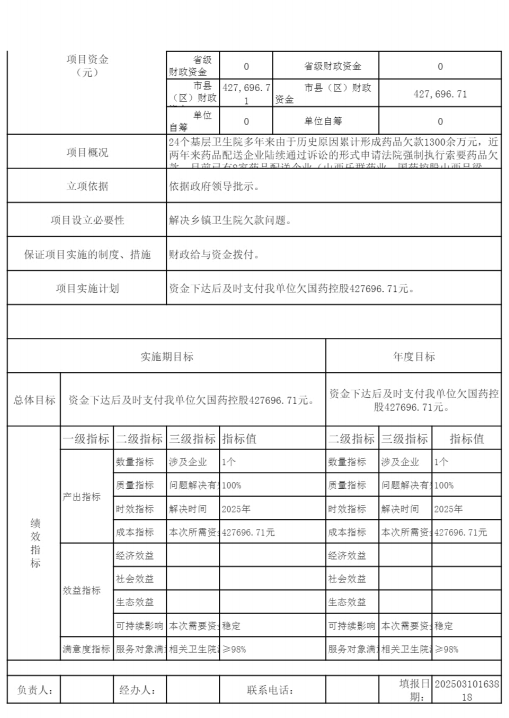 项目资金
（元）
省级
财政资金
0
省级财政资金
0
市县
（区）财政
427,696.7
1
市县（区）财政
资金
427,696.71
单位
自筹
0
单位自筹
0
项目概况
24个基层卫生院多年来由于历史原因累计形成药品欠款1300余万元，近
两年来药品配送企业陆续通过诉讼的形式申请法院强制执行索要药品欠
立项依据
依据政府领导批示。
项目设立必要性
解决乡镇卫生院欠款问题。
保证项目实施的制度、措施
财政给与资金拨付。
项目实施计划
资金下达后及时支付我单位欠国药控股427696.71元。
实施期目标
年度目标
总体目标
资金下达后及时支付我单位欠国药控股427696.71元。
资金下达后及时支付我单位欠国药控
股427696.71元。
绩效指标
一级指标 二级指标 三级指标 指标值 二级指标 三级指标 指标值
产出指标
数量指标 涉及企业 1个 数量指标 涉及企业 1个
质量指标 问题解决有 100% 质量指标 问题解决有 100%
时效指标 解决时间 2025年 时效指标 解决时间 2025年
成本指标 本次所需资 427696.71元 成本指标 本次所需资 427696.71元
效益指标
经济效益 经济效益
社会效益 社会效益
生态效益 生态效益
可持续影响 本次需要资 稳定 可持续影响 本次需要资 稳定
满意度指标 服务对象满 相关卫生院 ≥98% 服务对象满 相关卫生院 ≥98%
负责人： 经办人： 联系电话：
填报日
期：
202503101638
18